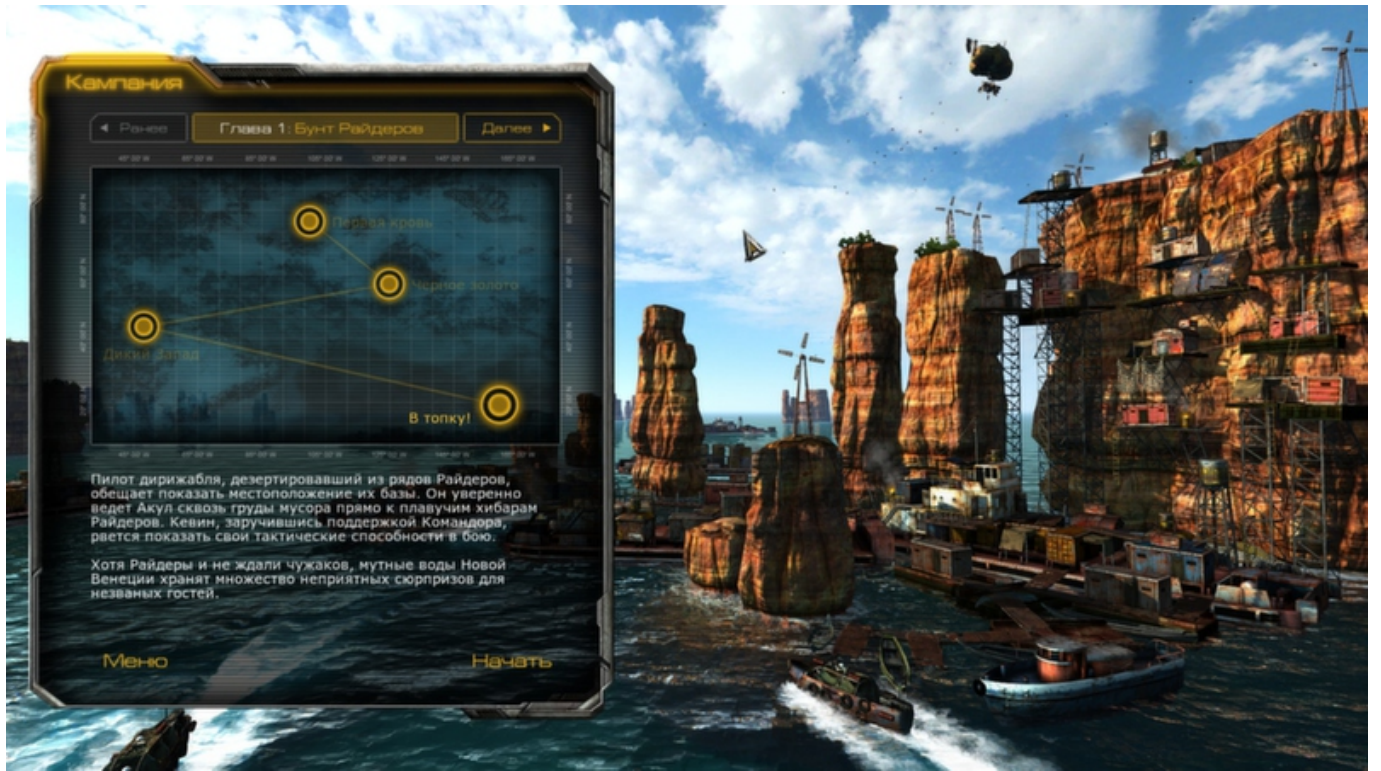 Кампания
Ранее
Глава 1: Бунт Райдеров
Далее
Первая кровь
Черное золото
Дикий Запад
В топку!
Пилот дирижабля, дезертировавший из рядов Райдеров,
обещает показать местоположение их базы. Он уверенно
ведет Акул сквозь груды мусора прямо к плавучим хибарам
Райдеров. Кевин, заручившись поддержкой Командора,
рвется показать свои тактические способности в бою.
Хотя Райдеры и не ждали чужаков, мутные воды Новой
Венеции хранят множество неприятных сюрпризов для
незваных гостей.
Меню
Начать